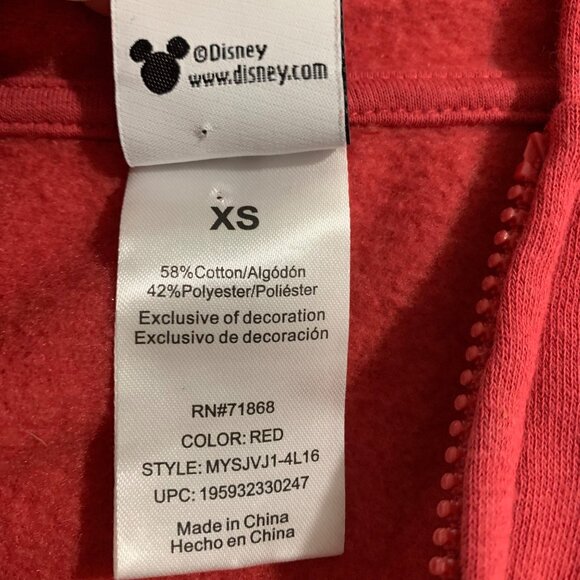 ©Disney
www.disney.com
XS
58%Cotton/Algódón
42%Polyester/Poliéster
Exclusive of decoration
Exclusivo de decoración
RN#71868
COLOR: RED
STYLE: MYSJVJ1-4L16
UPC: 195932330247
Made in China
Hecho en China